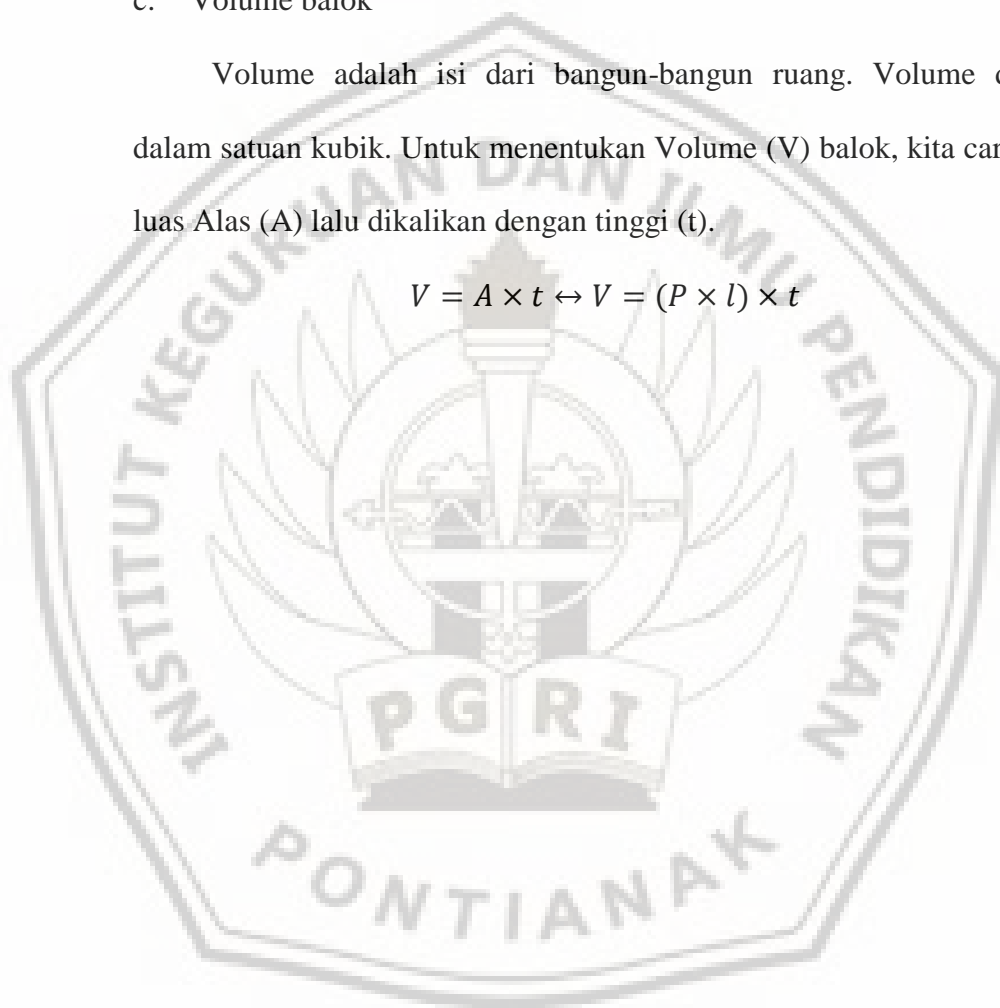 c. Volume balok
Volume adalah isi dari bangun-bangun ruang. Volume
dalam satuan kubik. Untuk menentukan Volume (V) balok, kita
luas Alas (A) lalu dikalikan dengan tinggi (t).
V = A × t ↔ V = (P × l) × t
INSTITUT KEGURUAN DAN ILMU PENDIDIKAN
PGRI
PONTIANAK